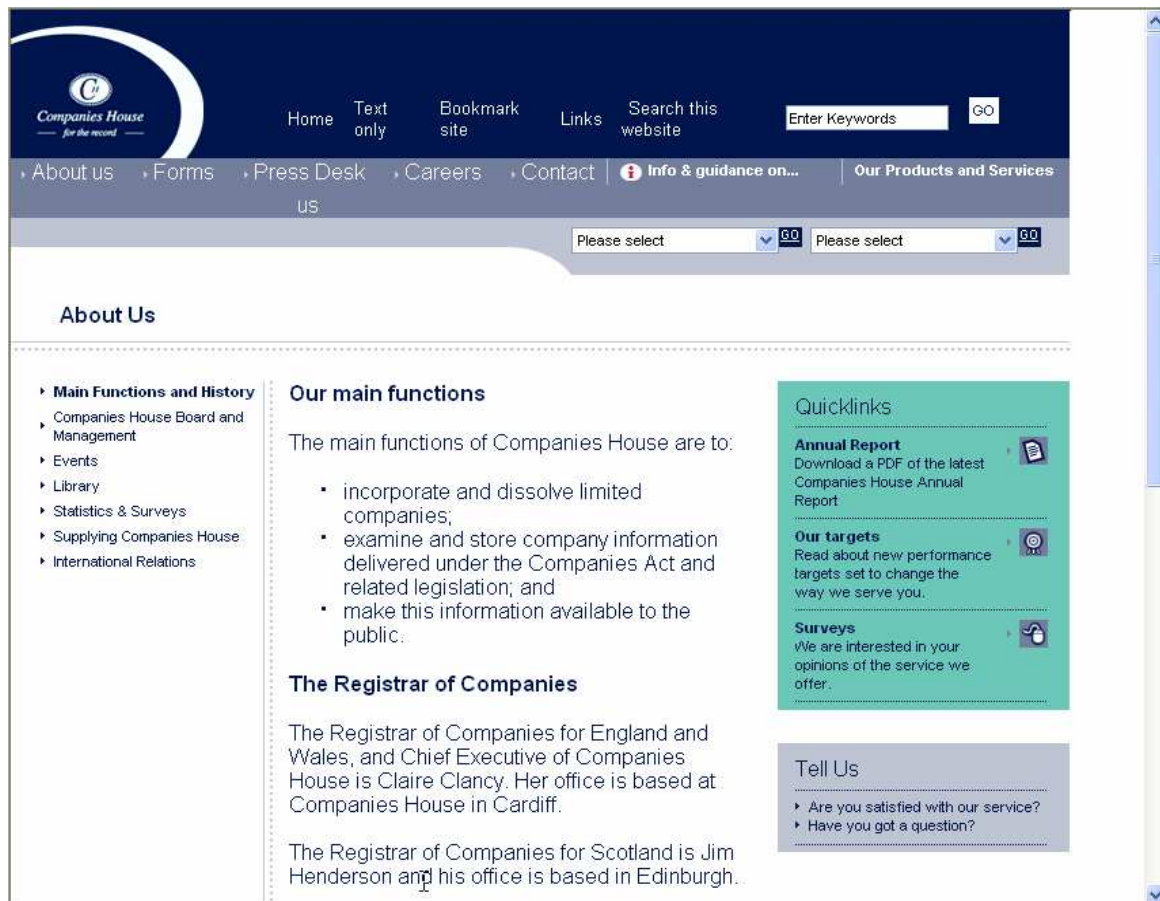 CH
Companies House
for the record
Home
Text only
Bookmark site
Links
Search this website
Enter Keywords
GO
About us
Forms
Press Desk
Careers
Contact us
i Info & guidance on...
Our Products and Services
Please select
GO
Please select
GO
About Us
Main Functions and History
Companies House Board and
Management
Events
Library
Statistics & Surveys
Supplying Companies House
International Relations
Our main functions
The main functions of Companies House are to:
incorporate and dissolve limited
companies;
examine and store company information
delivered under the Companies Act and
related legislation; and
make this information available to the
public.
The Registrar of Companies
The Registrar of Companies for England and
Wales, and Chief Executive of Companies
House is Claire Clancy. Her office is based at
Companies House in Cardiff.
The Registrar of Companies for Scotland is Jim
Henderson and his office is based in Edinburgh.
Quicklinks
Annual Report
Download a PDF of the latest
Companies House Annual
Report
Our targets
Read about new performance
targets set to change the
way we serve you.
Surveys
We are interested in your
opinions of the service we
offer.
Tell Us
Are you satisfied with our service?
Have you got a question?